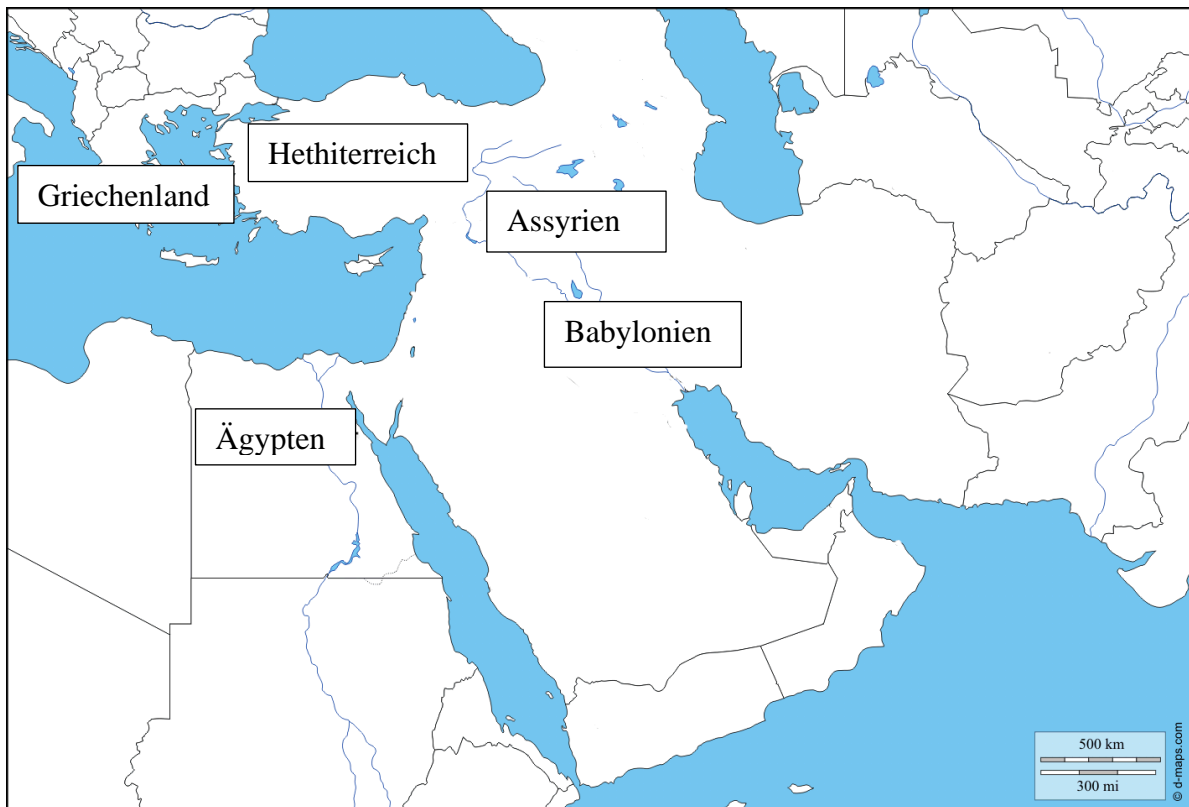 Hethiterreich
Griechenland
Assyrien
Babylonien
Ägypten
500 km
300 mi
© d-maps.com